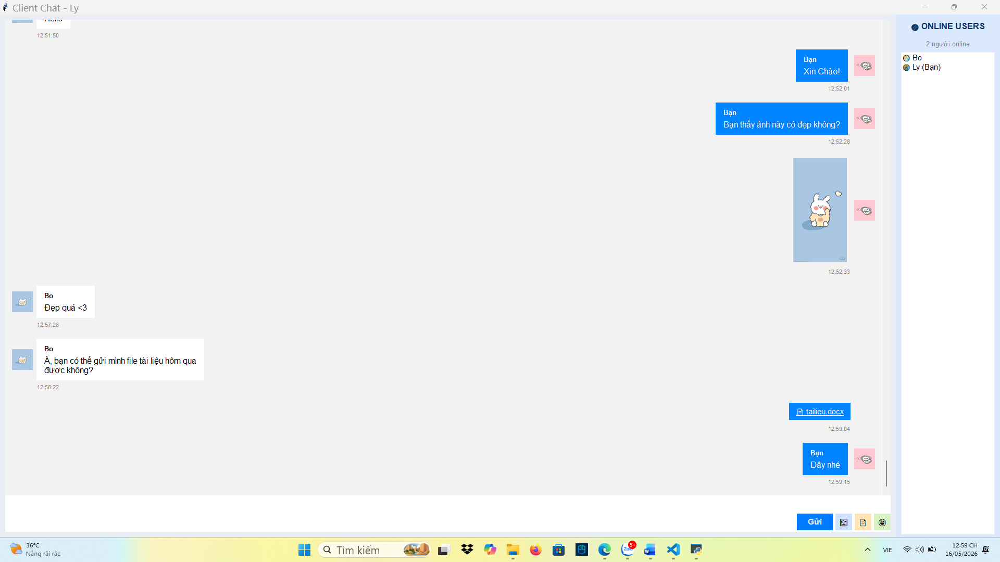 Client Chat - Ly
Hello
12:51:50
Bạn
Xin Chào!
12:52:01
Bạn
Bạn thấy ảnh này có đẹp không?
12:52:28
12:52:33
Bo
Đẹp quá <3
12:57:28
Bo
À, bạn có thể gửi mình file tài liệu hôm qua
được không?
12:58:22
tailieu.docx
12:59:04
Bạn
Đây nhé
12:59:15
Gửi
ONLINE USERS
2 người online
Bo
Ly (Bạn)
36°C
Nắng rải rác
Tìm kiếm
Zalo
5+
VIE
12:59 CH
16/05/2026